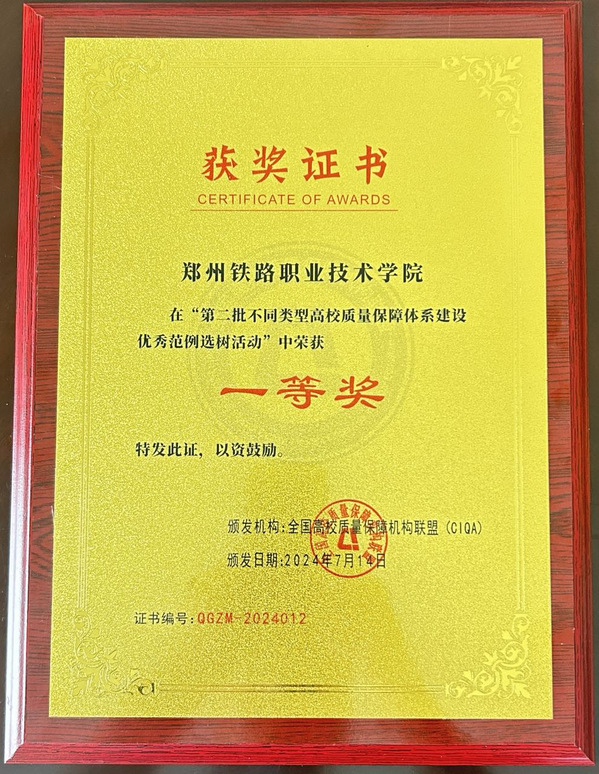 获奖证书
CERTIFICATE OF AWARDS
郑州铁路职业技术学院
在“第二批不同类型高校质量保障体系建设
优秀范例选树活动”中荣获
一等奖
特发此证，以资鼓励。
颁发机构:全国高校质量保障机构联盟（CIQA）
颁发日期:2024年7月14日
证书编号:QGZM-2024012